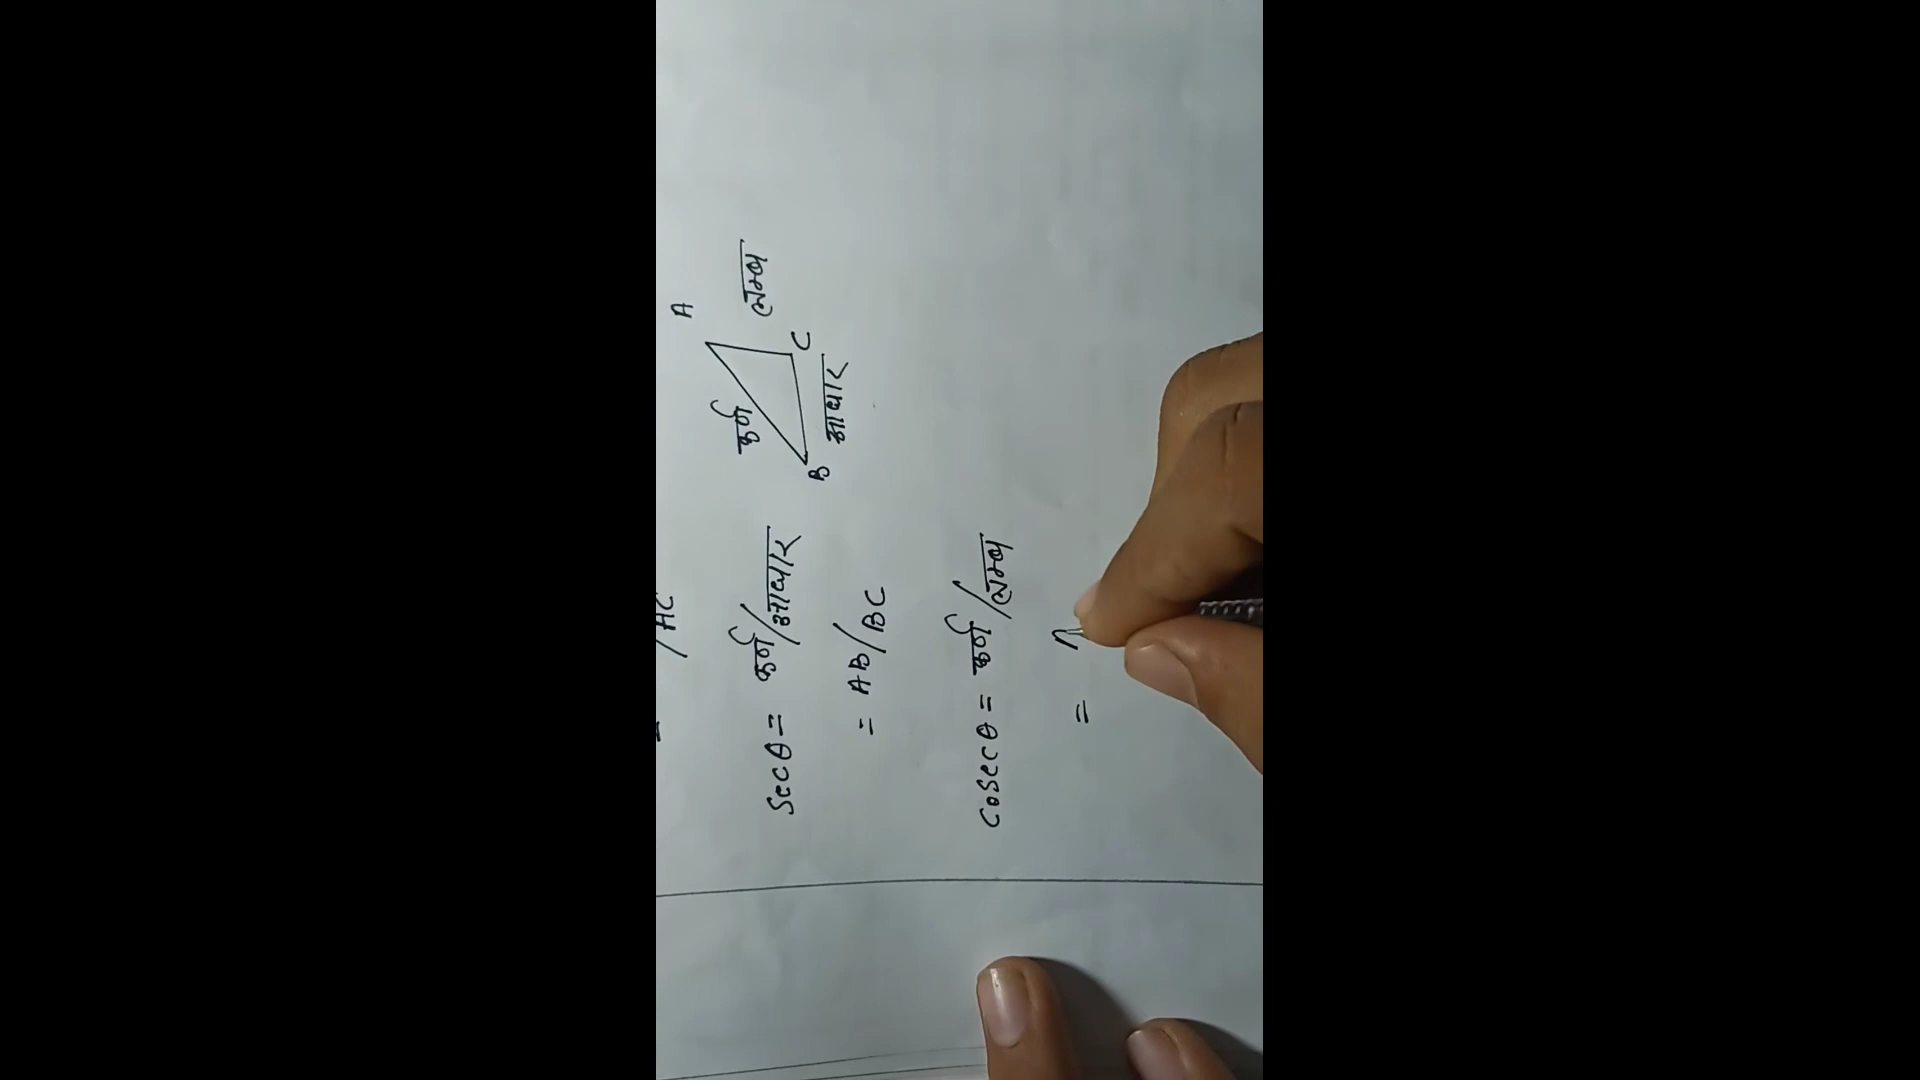 /AC
secθ = कर्ण/आधार
= AB/BC
cosecθ = कर्ण/लम्ब
=
A
कर्ण
लम्ब
B
C
आधार